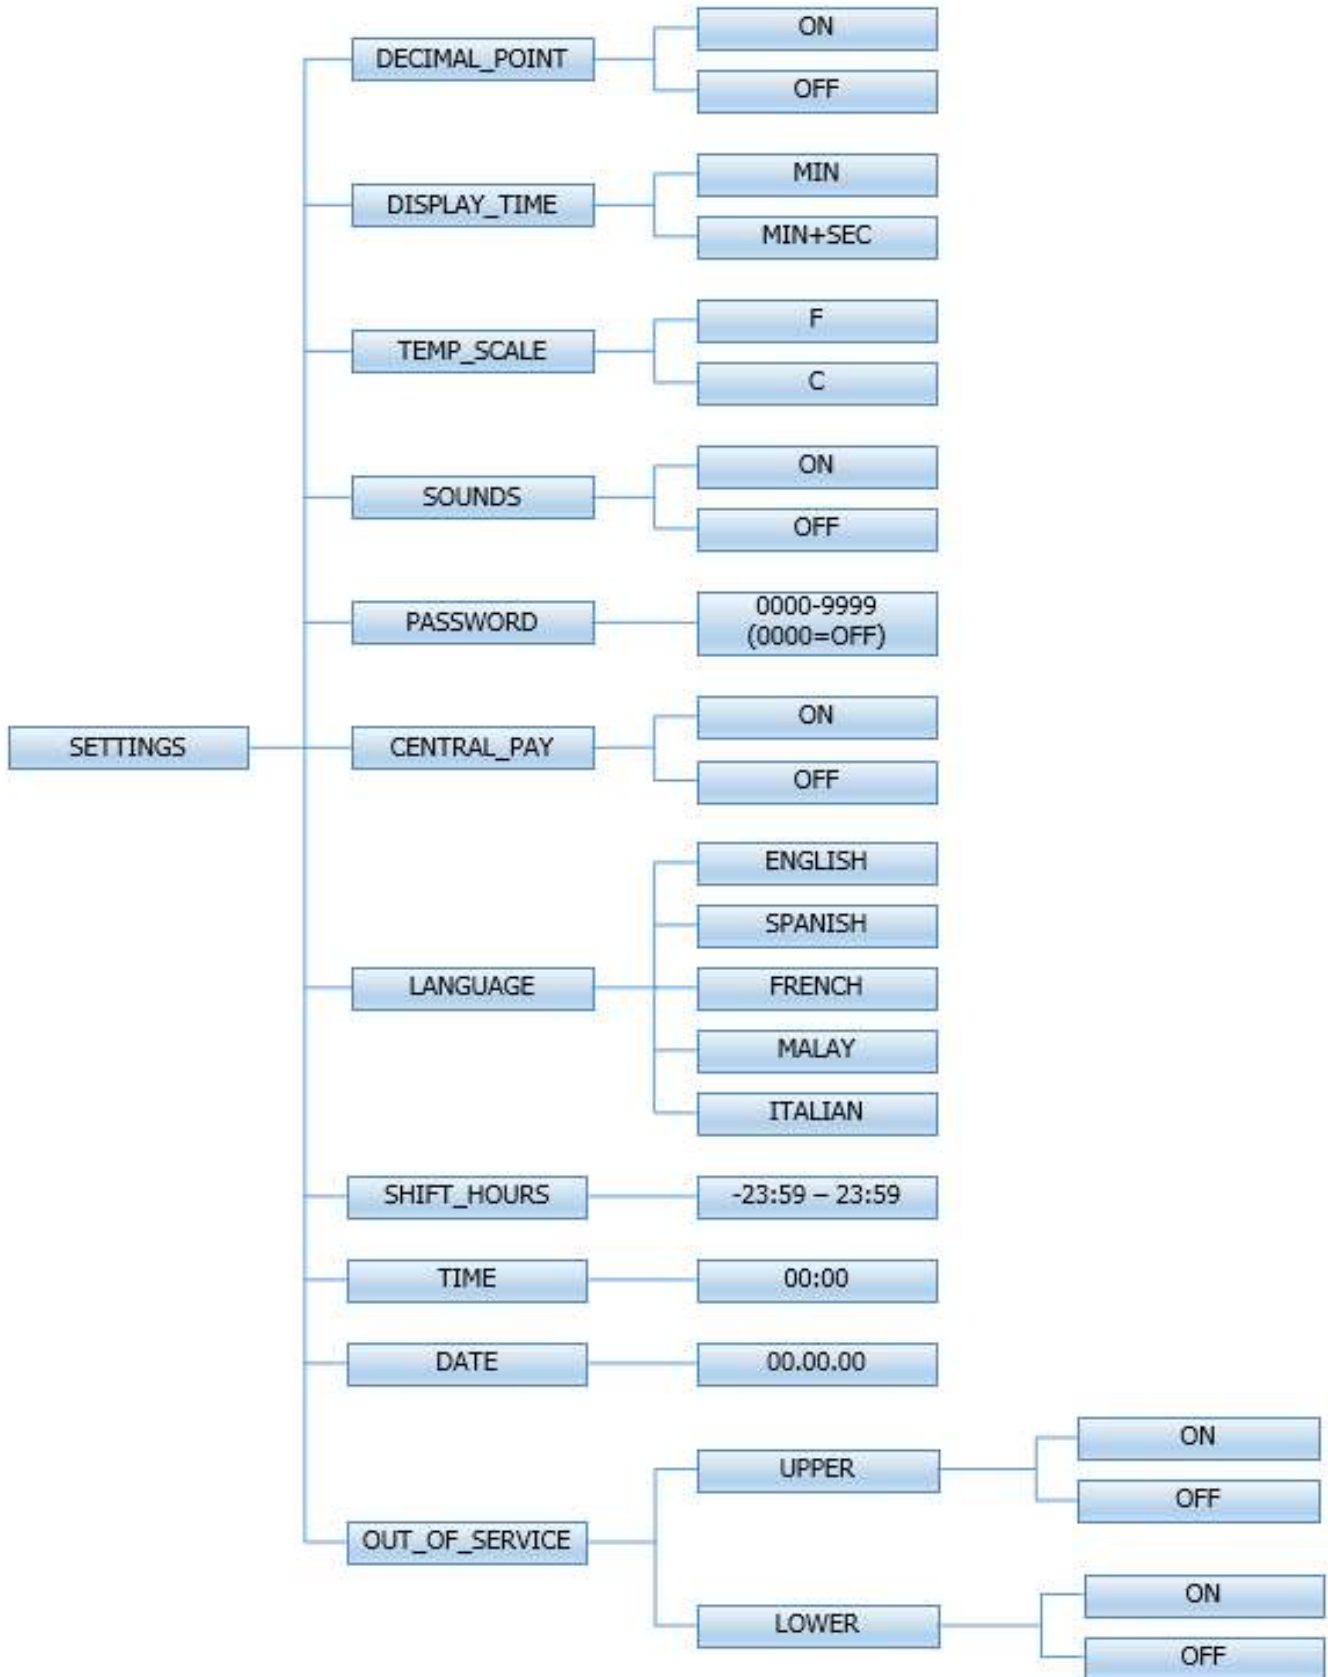 SETTINGS
DECIMAL_POINT
ON
OFF
DISPLAY_TIME
MIN
MIN+SEC
TEMP_SCALE
F
C
SOUNDS
ON
OFF
PASSWORD
0000-9999
(0000=OFF)
CENTRAL_PAY
ON
OFF
LANGUAGE
ENGLISH
SPANISH
FRENCH
MALAY
ITALIAN
SHIFT_HOURS
-23:59 – 23:59
TIME
00:00
DATE
00.00.00
OUT_OF_SERVICE
UPPER
ON
OFF
LOWER
ON
OFF